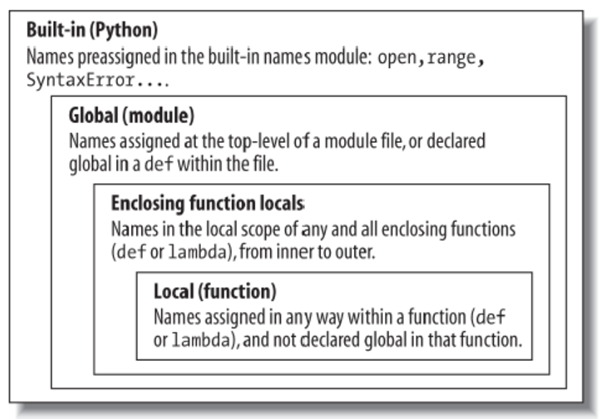 Built-in (Python)
Names preassigned in the built-in names module: open, range,
SyntaxError....
Global (module)
Names assigned at the top-level of a module file, or declared
global in a def within the file.
Enclosing function locals
Names in the local scope of any and all enclosing functions
(def or lambda), from inner to outer.
Local (function)
Names assigned in any way within a function (def
or lambda), and not declared global in that function.